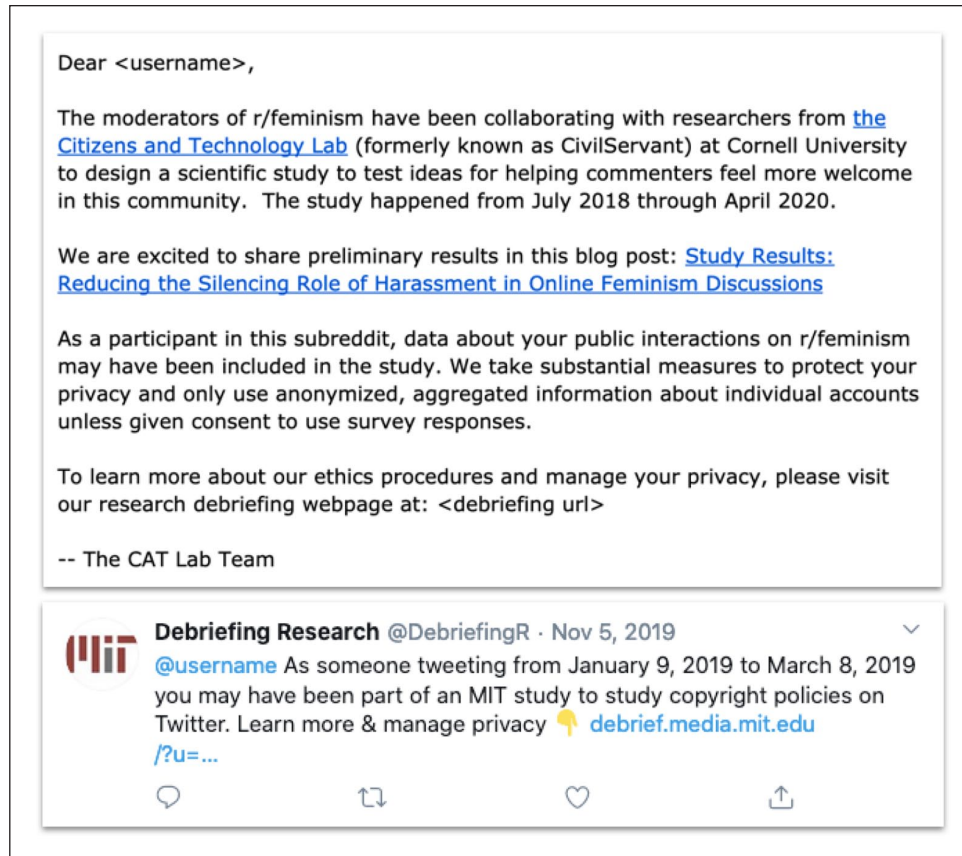 Dear <username>,
The moderators of r/feminism have been collaborating with researchers from the
Citizens and Technology Lab (formerly known as CivilServant) at Cornell University
to design a scientific study to test ideas for helping commenters feel more welcome
in this community.  The study happened from July 2018 through April 2020.
We are excited to share preliminary results in this blog post: Study Results:
Reducing the Silencing Role of Harassment in Online Feminism Discussions
As a participant in this subreddit, data about your public interactions on r/feminism
may have been included in the study. We take substantial measures to protect your
privacy and only use anonymized, aggregated information about individual accounts
unless given consent to use survey responses.
To learn more about our ethics procedures and manage your privacy, please visit
our research debriefing webpage at: <debriefing url>
-- The CAT Lab Team
MIT
Debriefing Research @DebriefingR · Nov 5, 2019
@username As someone tweeting from January 9, 2019 to March 8, 2019
you may have been part of an MIT study to study copyright policies on
Twitter. Learn more & manage privacy 👇 debrief.media.mit.edu
/?u=...